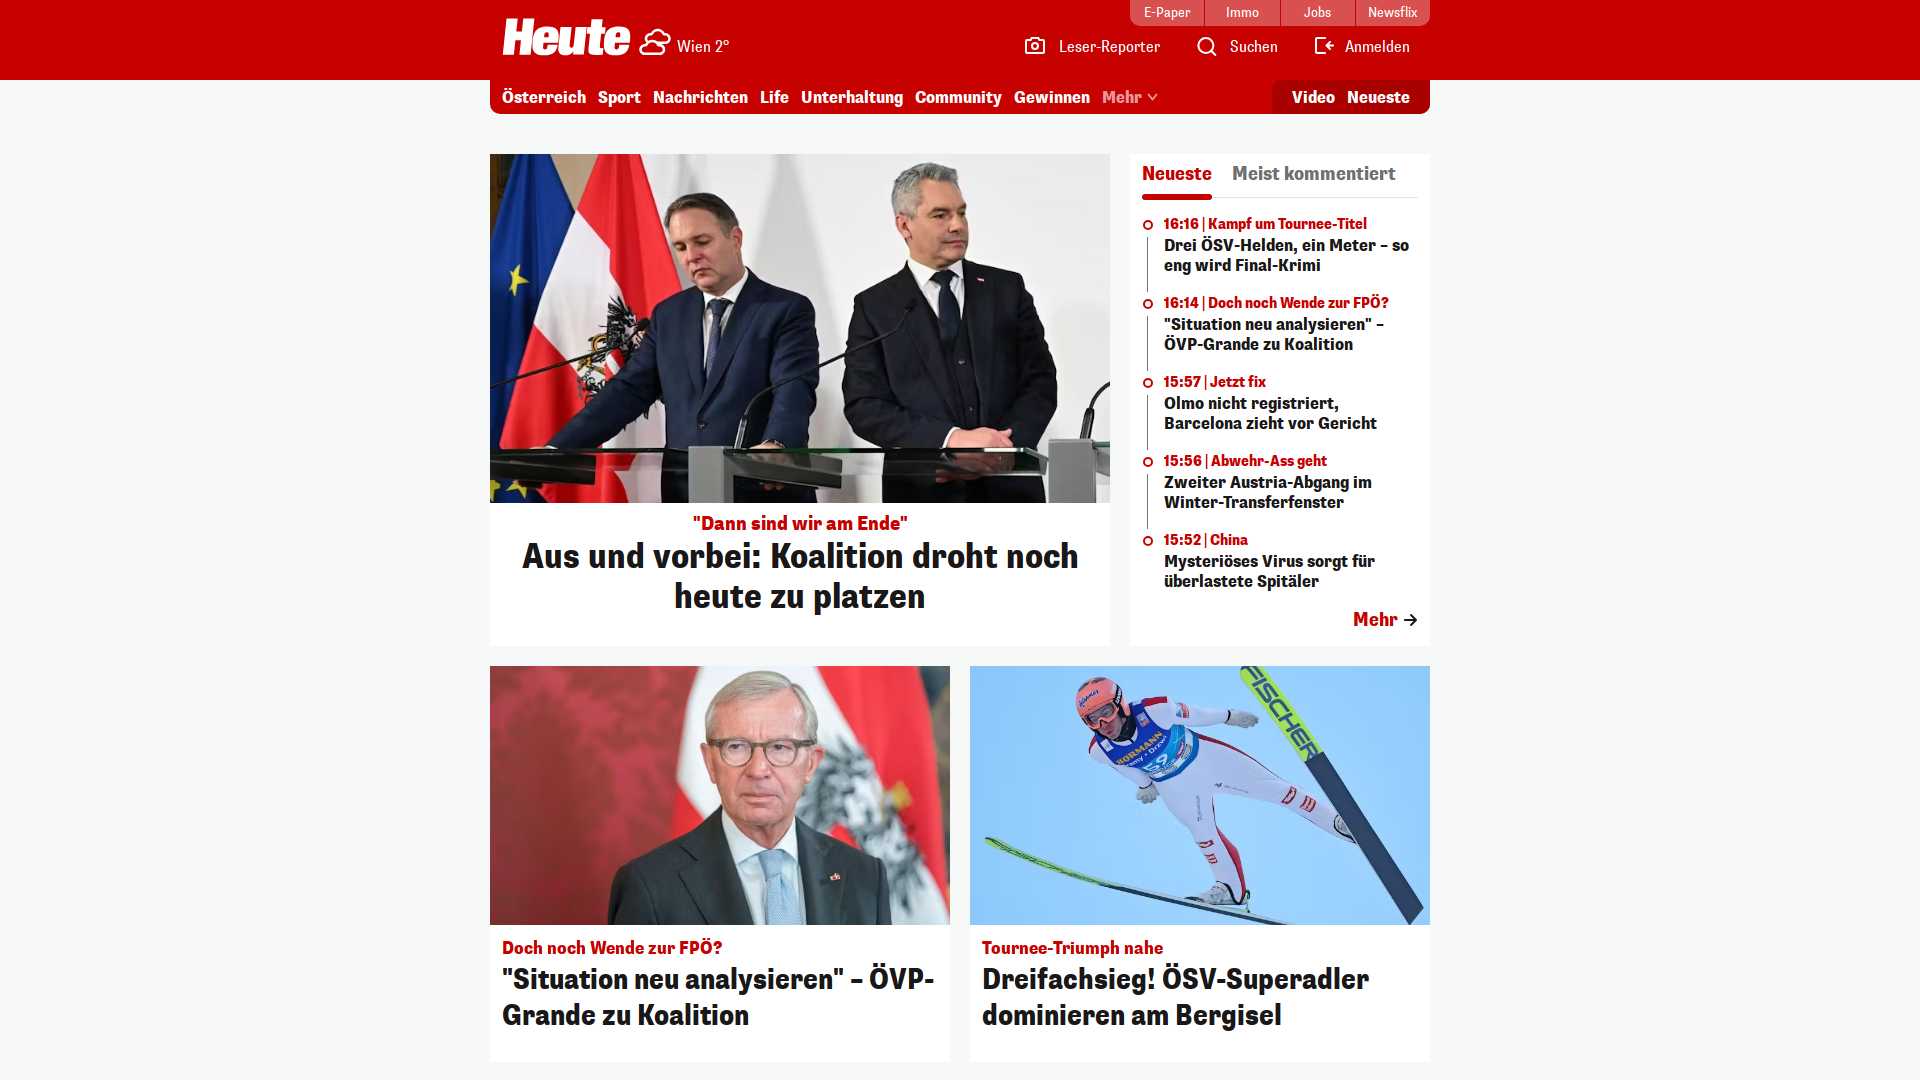 E-Paper
Immo
Jobs
Newsflix
Heute
Wien 2°
Leser-Reporter
Suchen
Anmelden
Österreich
Sport
Nachrichten
Life
Unterhaltung
Community
Gewinnen
Mehr
Video
Neueste
"Dann sind wir am Ende"
Aus und vorbei: Koalition droht noch
heute zu platzen
Neueste
Meist kommentiert
16:16 | Kampf um Tournee-Titel
Drei ÖSV-Helden, ein Meter – so
eng wird Final-Krimi
16:14 | Doch noch Wende zur FPÖ?
"Situation neu analysieren" –
ÖVP-Grande zu Koalition
15:57 | Jetzt fix
Olmo nicht registriert,
Barcelona zieht vor Gericht
15:56 | Abwehr-Ass geht
Zweiter Austria-Abgang im
Winter-Transferfenster
15:52 | China
Mysteriöses Virus sorgt für
überlastete Spitäler
Mehr
Doch noch Wende zur FPÖ?
"Situation neu analysieren" – ÖVP-
Grande zu Koalition
FISCHER
Tournee-Triumph nahe
Dreifachsieg! ÖSV-Superadler
dominieren am Bergisel